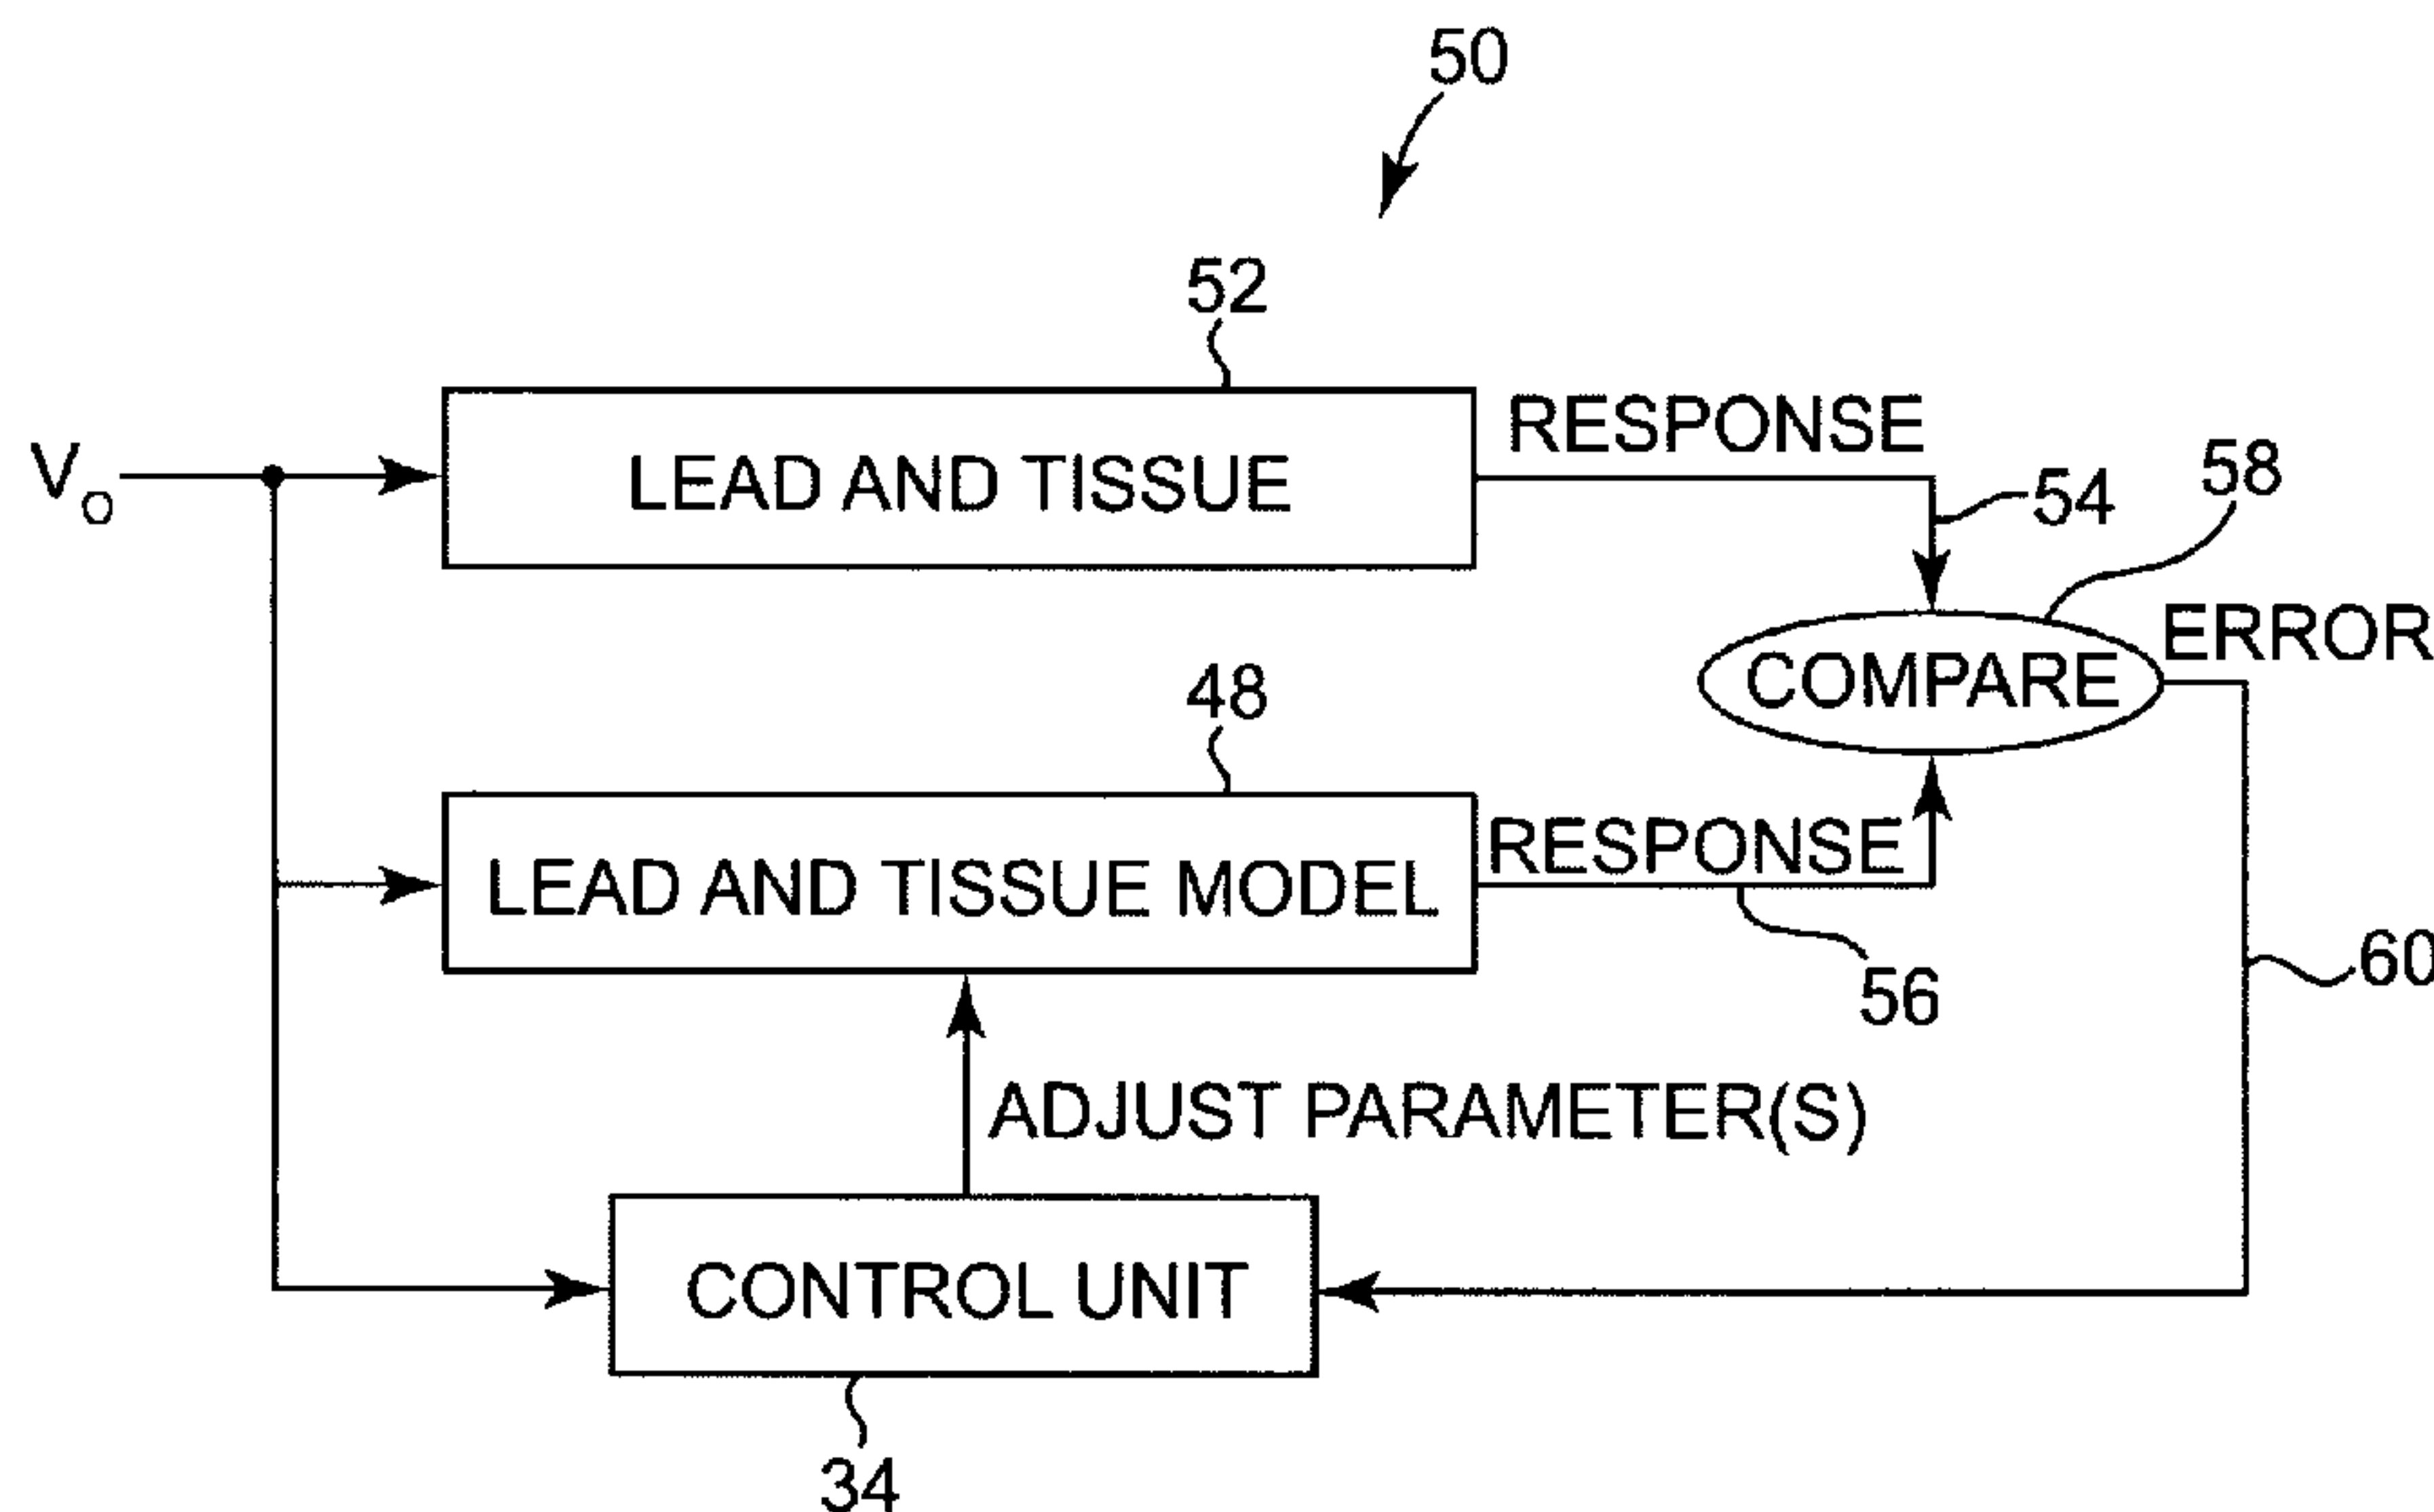 50
52
RESPONSE
V_O
LEAD AND TISSUE
54
58
ERROR
COMPARE
48
LEAD AND TISSUE MODEL
RESPONSE
56
60
ADJUST PARAMETER(S)
CONTROL UNIT
34